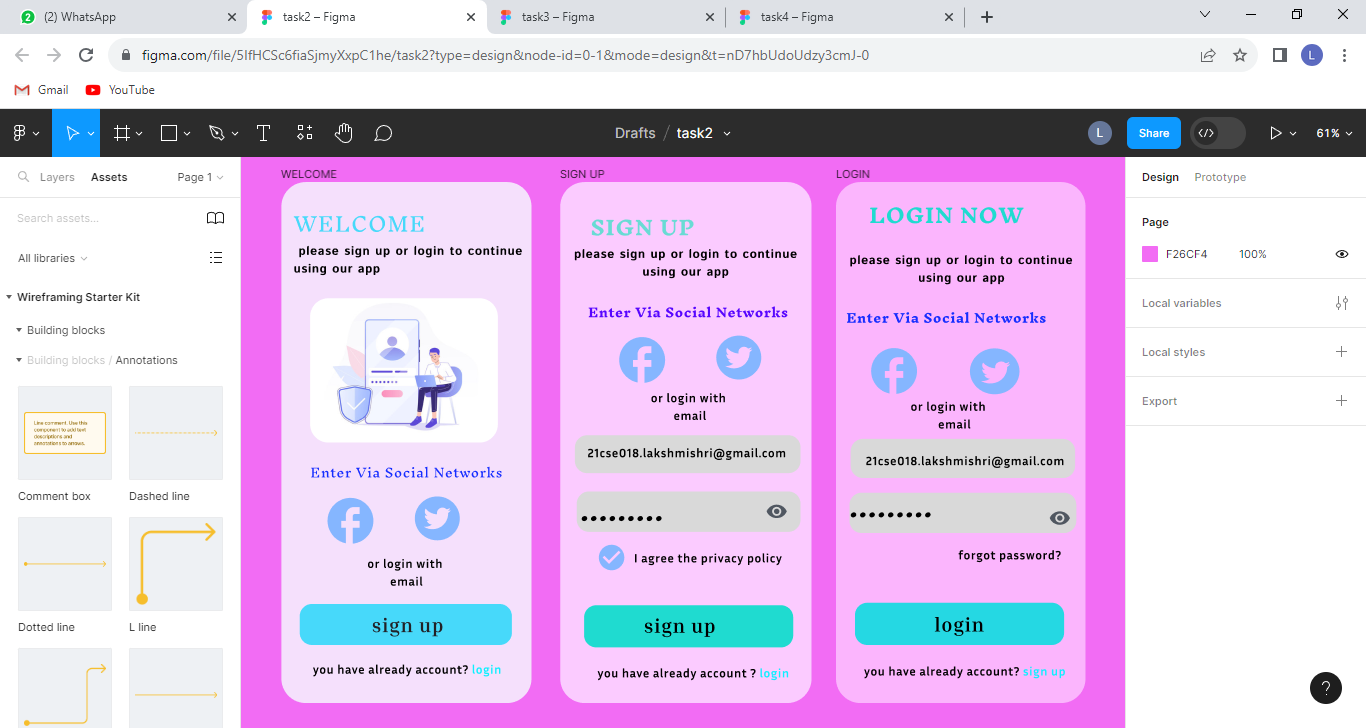 2
(2) WhatsApp
task2 – Figma
task3 – Figma
task4 – Figma
figma.com/file/5IfHCSc6fiaSjmyXxpC1he/task2?type=design&node-id=0-1&mode=design&t=nD7hbUdoUdzy3cmJ-0
L
Gmail
YouTube
Drafts / task2
L
Share
</>
61%
Layers
Assets
Page 1
Search assets...
All libraries
Wireframing Starter Kit
Building blocks
Building blocks / Annotations
Line comment. Use this
component to add text
descriptions and
annotations to arrows.
Comment box
Dashed line
Dotted line
L line
WELCOME
WELCOME
please sign up or login to continue
using our app
Enter Via Social Networks
or login with
email
sign up
you have already account? login
SIGN UP
SIGN UP
please sign up or login to continue
using our app
Enter Via Social Networks
or login with
email
21cse018.lakshmishri@gmail.com
•••••••••
I agree the privacy policy
sign up
you have already account ? login
LOGIN
LOGIN NOW
please sign up or login to continue
using our app
Enter Via Social Networks
or login with
email
21cse018.lakshmishri@gmail.com
•••••••••
forgot password?
login
you have already account? sign up
Design
Prototype
Page
F26CF4
100%
Local variables
Local styles
Export
?